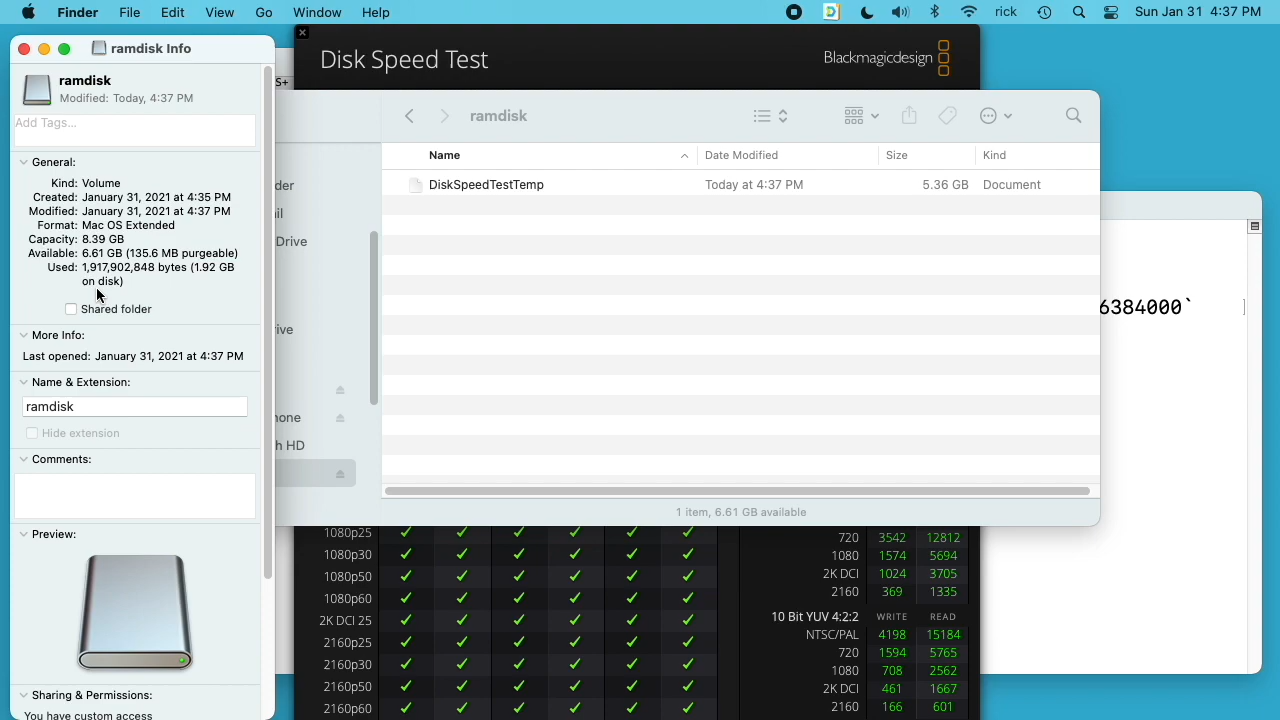 Finder File Edit View Go Window Help rick Sun Jan 31 4:37 PM
ramdisk Info
ramdisk
Modified: Today, 4:37 PM
Add Tags...
General:
Kind: Volume
Created: January 31, 2021 at 4:35 PM
Modified: January 31, 2021 at 4:37 PM
Format: Mac OS Extended
Capacity: 8.39 GB
Available: 6.61 GB (135.6 MB purgeable)
Used: 1,917,902,848 bytes (1.92 GB
on disk)
Shared folder
More Info:
Last opened: January 31, 2021 at 4:37 PM
Name & Extension:
ramdisk
Hide extension
Comments:
Preview:
Sharing & Permissions:
You have custom access
S+
Disk Speed Test Blackmagicdesign
ramdisk
Name Date Modified Size Kind
DiskSpeedTestTemp Today at 4:37 PM 5.36 GB Document
der
il
Drive
ive
one
h HD
1 item, 6.61 GB available
6384000`
1080p25
1080p30
1080p50
1080p60
2K DCI 25
2160p25
2160p30
2160p50
2160p60
720 3542 12812
1080 1574 5694
2K DCI 1024 3705
2160 369 1335
10 Bit YUV 4:2:2 WRITE READ
NTSC/PAL 4198 15184
720 1594 5765
1080 708 2562
2K DCI 461 1667
2160 166 601